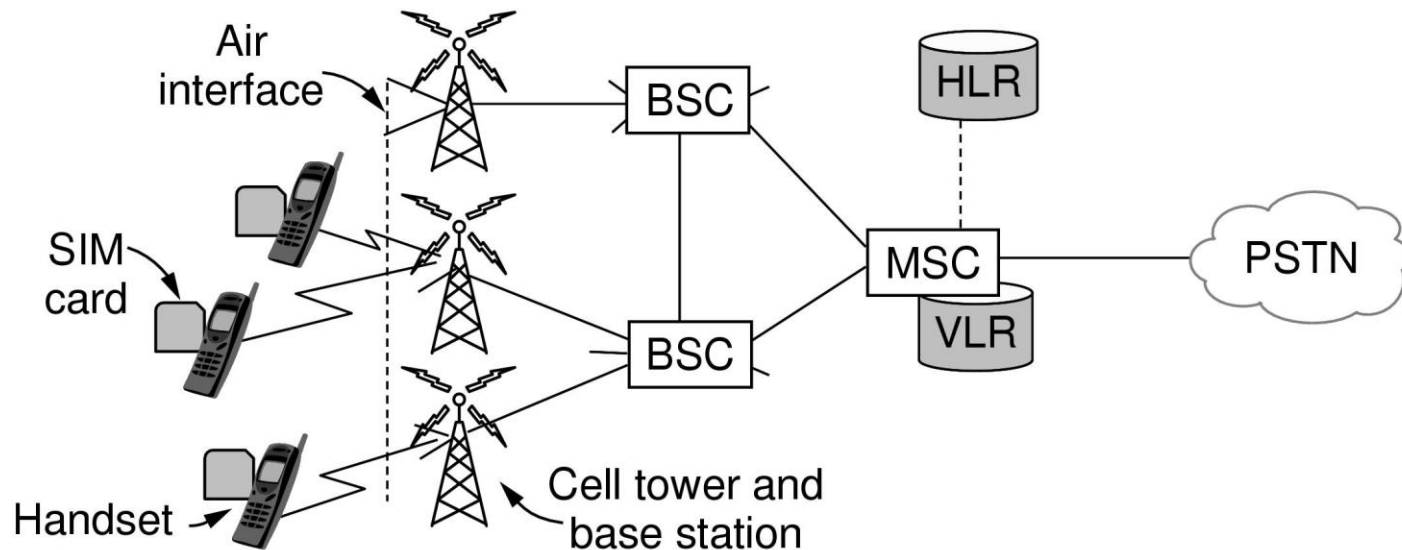 Air
interface
BSC
HLR
SIM
card
MSC
PSTN
VLR
BSC
Handset
Cell tower and
base station